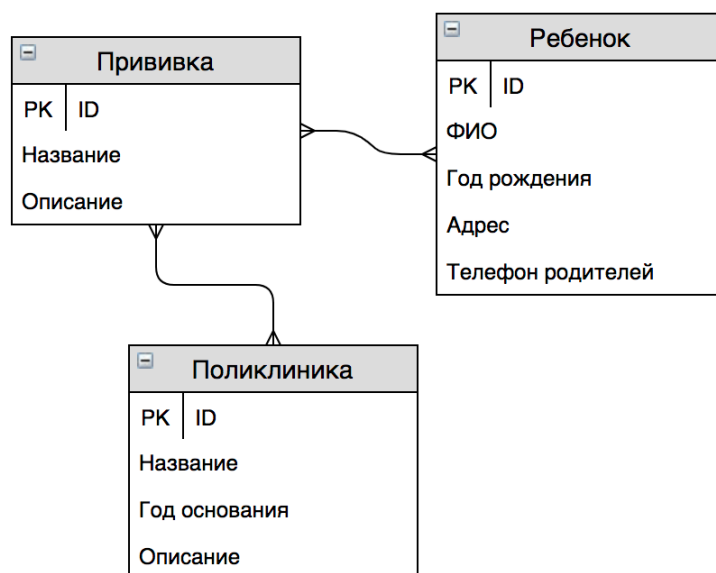 Прививка
PK ID
Название
Описание
Ребенок
PK ID
ФИО
Год рождения
Адрес
Телефон родителей
Поликлиника
PK ID
Название
Год основания
Описание